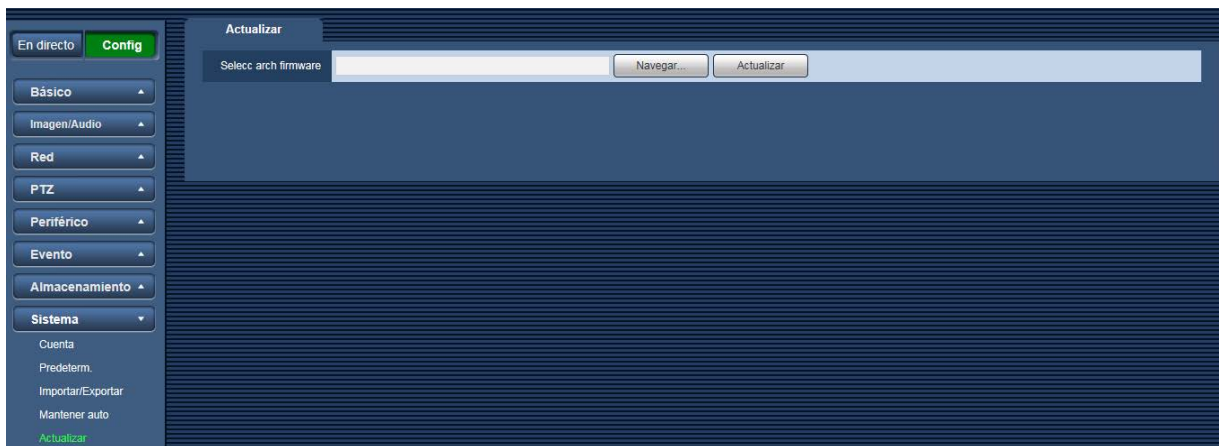 En directo Config
Básico
Imagen/Audio
Red
PTZ
Periférico
Evento
Almacenamiento
Sistema
Cuenta
Predeterm.
Importar/Exportar
Mantener auto
Actualizar
Actualizar
Selecc arch firmware Navegar... Actualizar